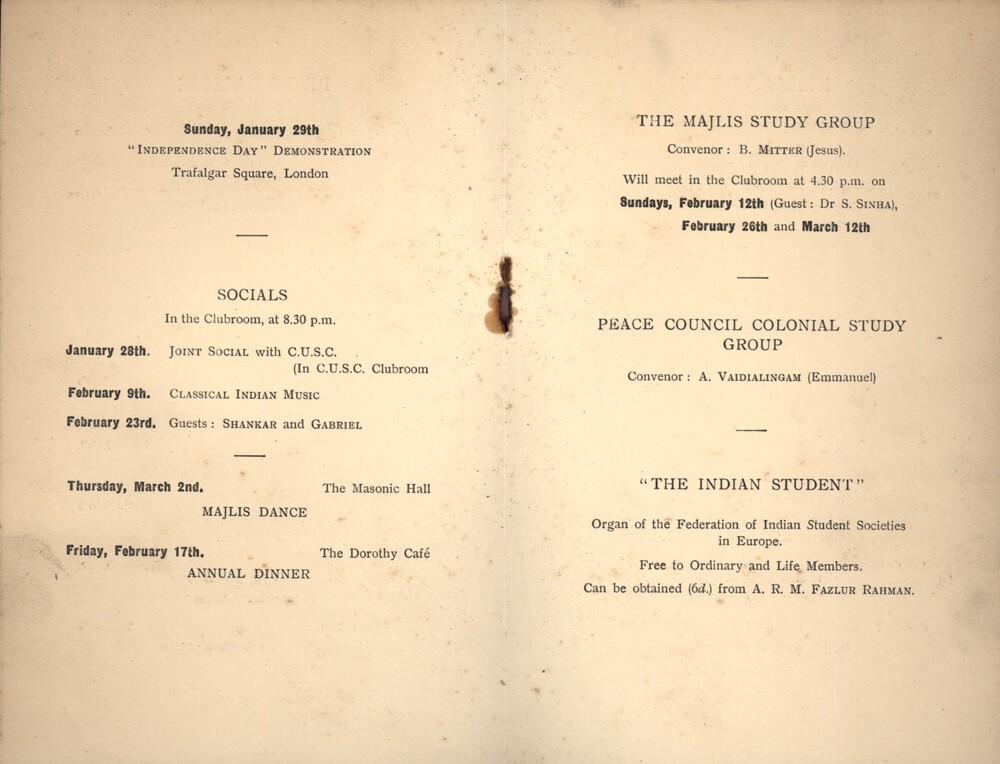 Sunday, January 29th
"Independence Day" Demonstration
Trafalgar Square, London
SOCIALS
In the Clubroom, at 8.30 p.m.
January 28th. Joint Social with C.U.S.C.
(In C.U.S.C. Clubroom
February 9th. Classical Indian Music
February 23rd. Guests : Shankar and Gabriel
Thursday, March 2nd. The Masonic Hall
MAJLIS DANCE
Friday, February 17th. The Dorothy Café
ANNUAL DINNER
THE MAJLIS STUDY GROUP
Convenor : B. Mitter (Jesus).
Will meet in the Clubroom at 4.30 p.m. on
Sundays, February 12th (Guest : Dr S. Sinha),
February 26th and March 12th
PEACE COUNCIL COLONIAL STUDY
GROUP
Convenor : A. Vaidialingam (Emmanuel)
"THE INDIAN STUDENT"
Organ of the Federation of Indian Student Societies
in Europe.
Free to Ordinary and Life Members.
Can be obtained (6d.) from A. R. M. Fazlur Rahman.